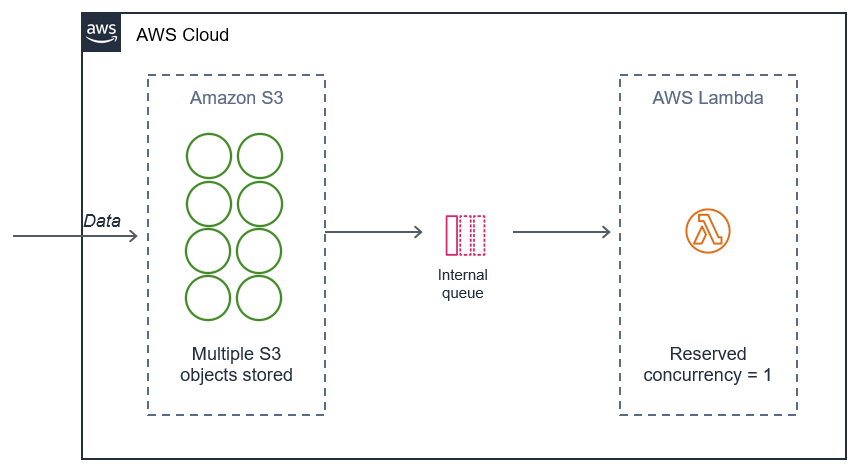 aws
AWS Cloud
Amazon S3
AWS Lambda
Data
Internal
queue
Multiple S3
objects stored
Reserved
concurrency = 1